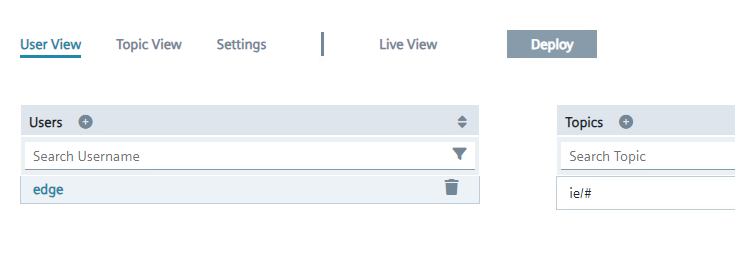 User View Topic View Settings Live View Deploy
Users Topics
Search Username Search Topic
edge ie/#